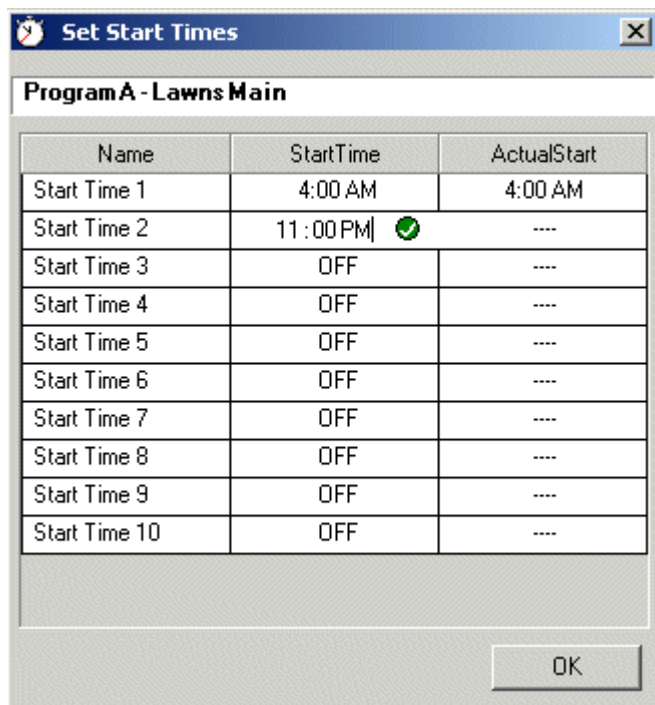 Set Start Times
Program A - Lawns Main
Name StartTime ActualStart
Start Time 1 4:00 AM 4:00 AM
Start Time 2 11:00 PM ----
Start Time 3 OFF ----
Start Time 4 OFF ----
Start Time 5 OFF ----
Start Time 6 OFF ----
Start Time 7 OFF ----
Start Time 8 OFF ----
Start Time 9 OFF ----
Start Time 10 OFF ----
OK